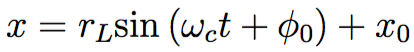 x = r_L sin (ω_c t + ϕ_0) + x_0